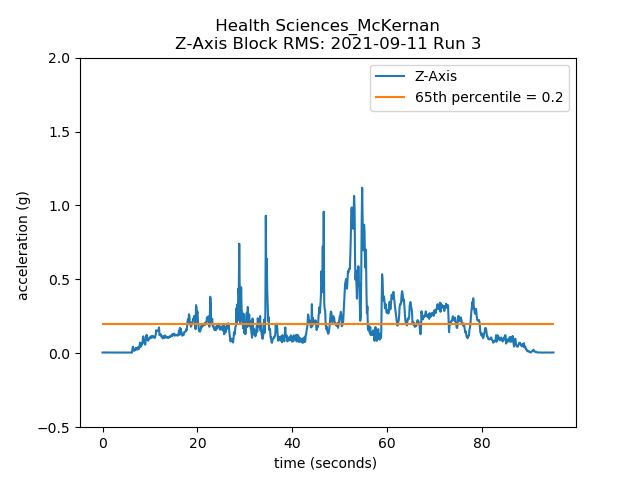 Health Sciences_McKernan
Z-Axis Block RMS: 2021-09-11 Run 3
Z-Axis
65th percentile = 0.2
acceleration (g)
2.0
1.5
1.0
0.5
0.0
−0.5
0 20 40 60 80
time (seconds)